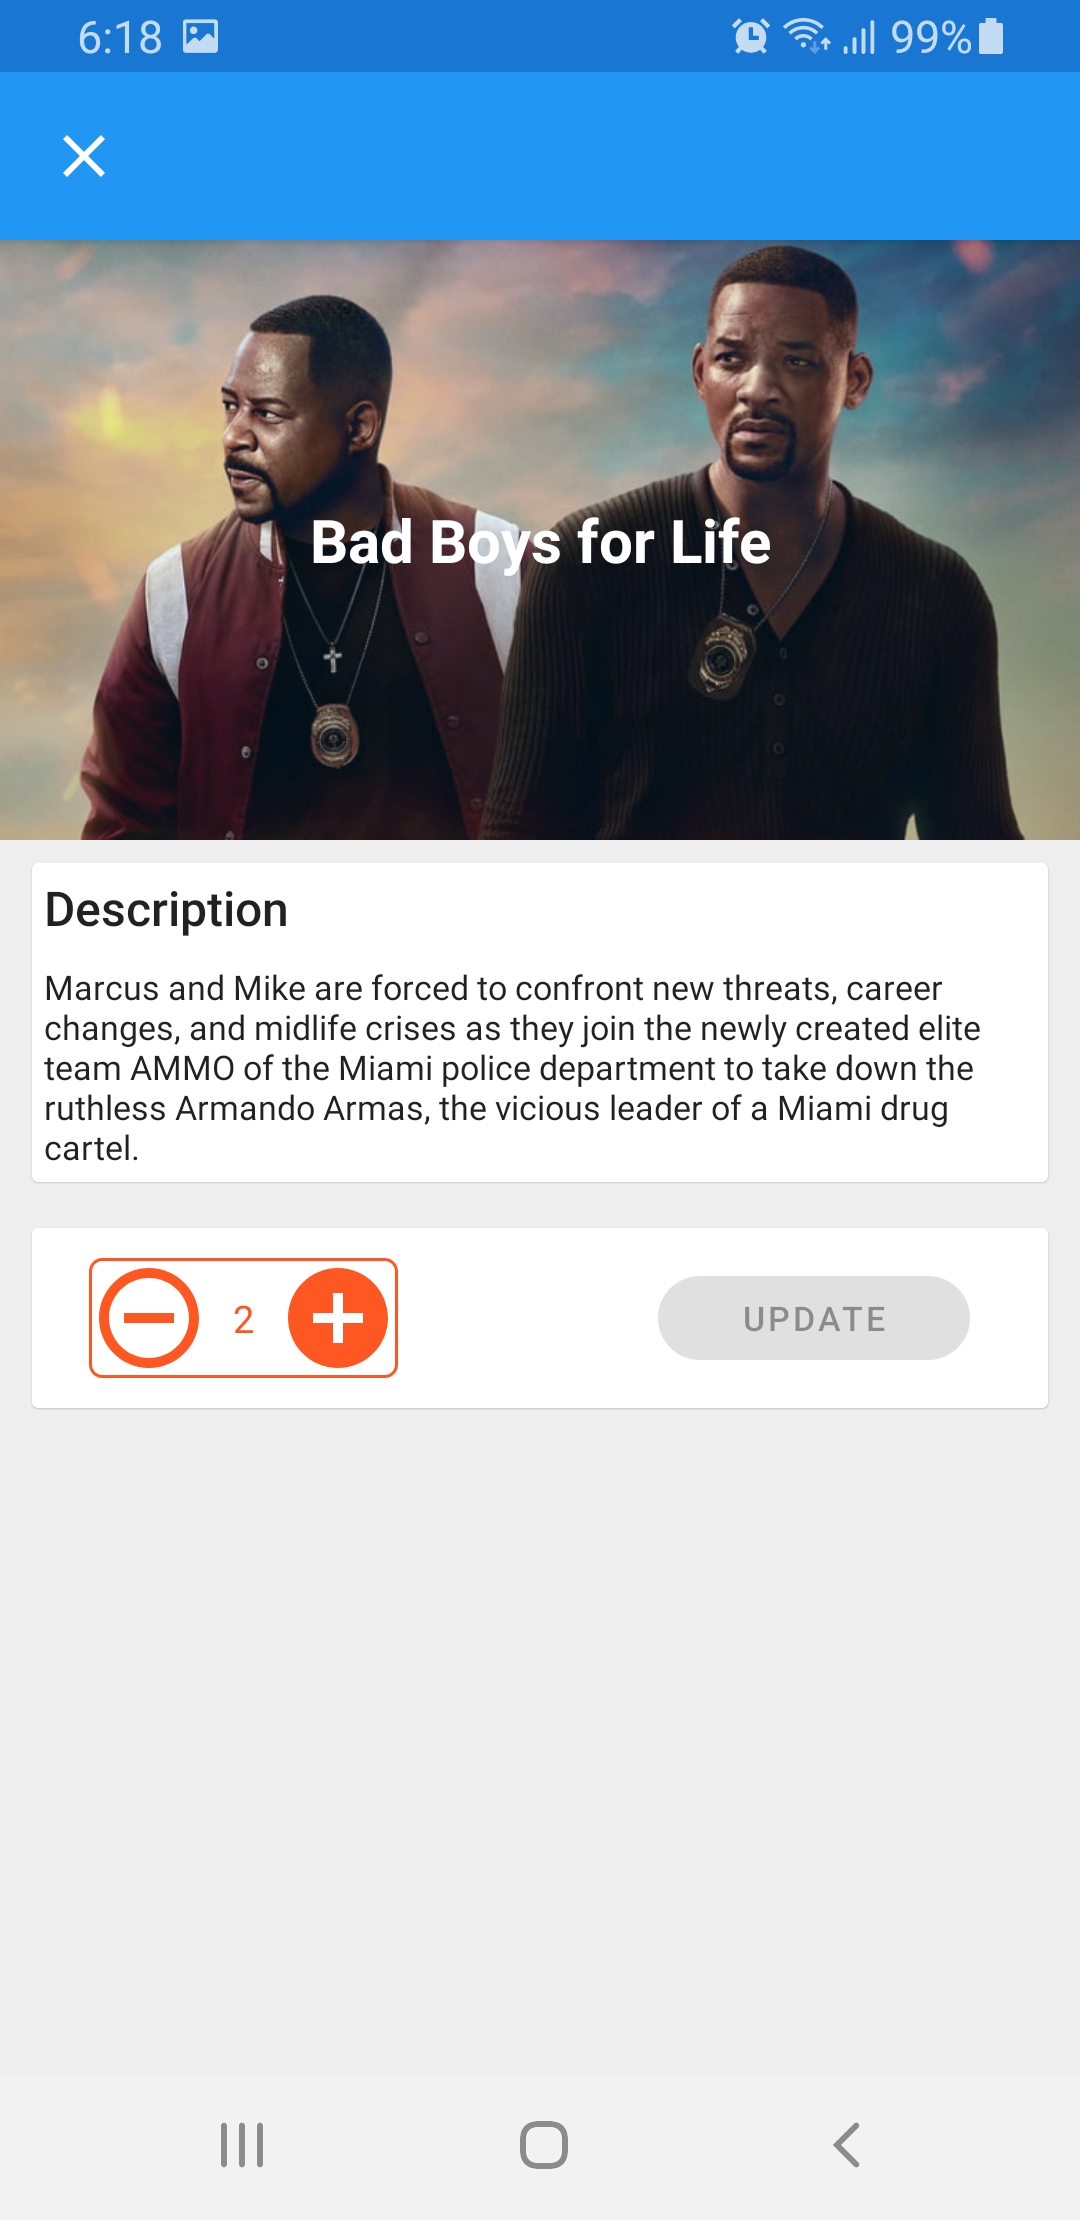 6:18 99%
Bad Boys for Life
Description
Marcus and Mike are forced to confront new threats, career
changes, and midlife crises as they join the newly created elite
team AMMO of the Miami police department to take down the
ruthless Armando Armas, the vicious leader of a Miami drug
cartel.
2 UPDATE